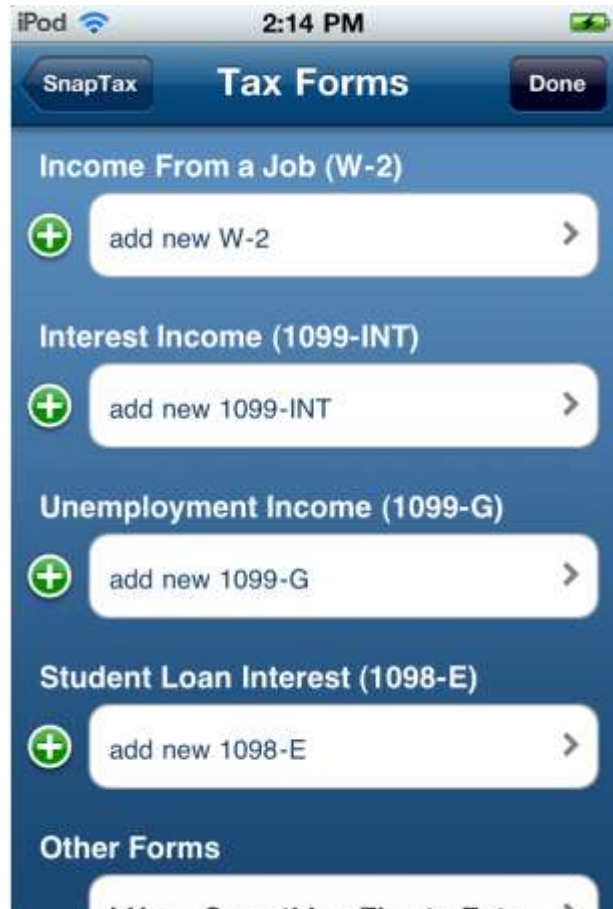 iPod 2:14 PM
SnapTax Tax Forms Done
Income From a Job (W-2)
add new W-2
Interest Income (1099-INT)
add new 1099-INT
Unemployment Income (1099-G)
add new 1099-G
Student Loan Interest (1098-E)
add new 1098-E
Other Forms